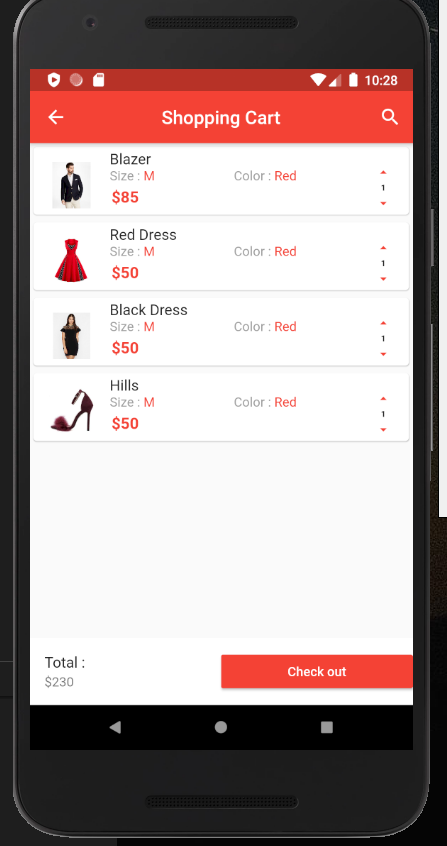 10:28
Shopping Cart
Blazer
Size : M Color : Red
1
$85
Red Dress
Size : M Color : Red
1
$50
Black Dress
Size : M Color : Red
1
$50
Hills
Size : M Color : Red
1
$50
Total :
$230
Check out